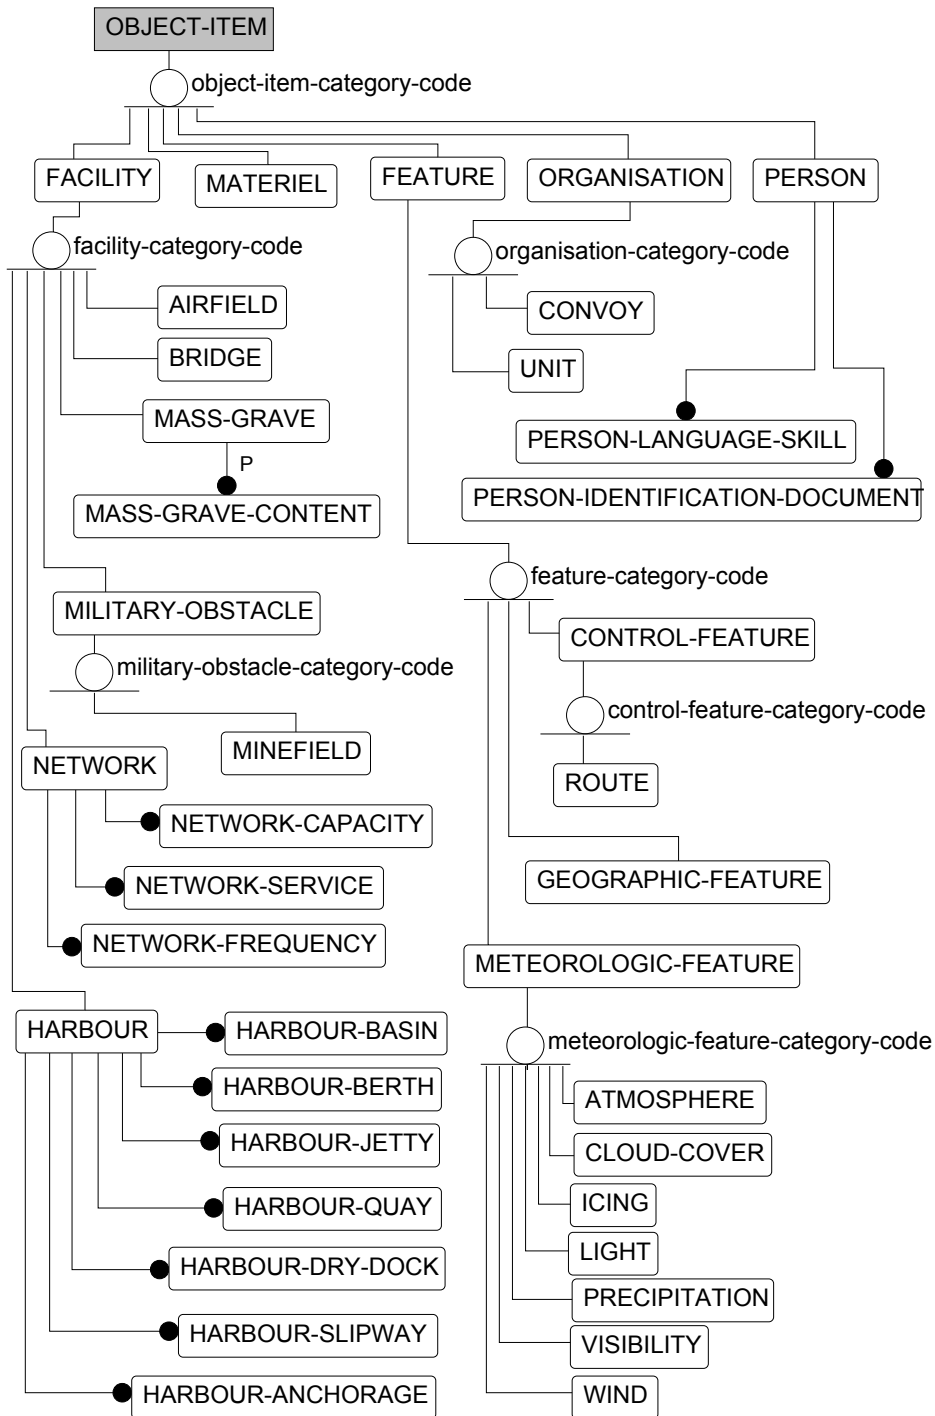 OBJECT-ITEM
object-item-category-code
FACILITY
MATERIEL
FEATURE
ORGANISATION
PERSON
facility-category-code
AIRFIELD
BRIDGE
MASS-GRAVE
P
MASS-GRAVE-CONTENT
MILITARY-OBSTACLE
military-obstacle-category-code
MINEFIELD
NETWORK
NETWORK-CAPACITY
NETWORK-SERVICE
NETWORK-FREQUENCY
HARBOUR
HARBOUR-BASIN
HARBOUR-BERTH
HARBOUR-JETTY
HARBOUR-QUAY
HARBOUR-DRY-DOCK
HARBOUR-SLIPWAY
HARBOUR-ANCHORAGE
organisation-category-code
CONVOY
UNIT
PERSON-LANGUAGE-SKILL
PERSON-IDENTIFICATION-DOCUMENT
feature-category-code
CONTROL-FEATURE
control-feature-category-code
ROUTE
GEOGRAPHIC-FEATURE
METEOROLOGIC-FEATURE
meteorologic-feature-category-code
ATMOSPHERE
CLOUD-COVER
ICING
LIGHT
PRECIPITATION
VISIBILITY
WIND